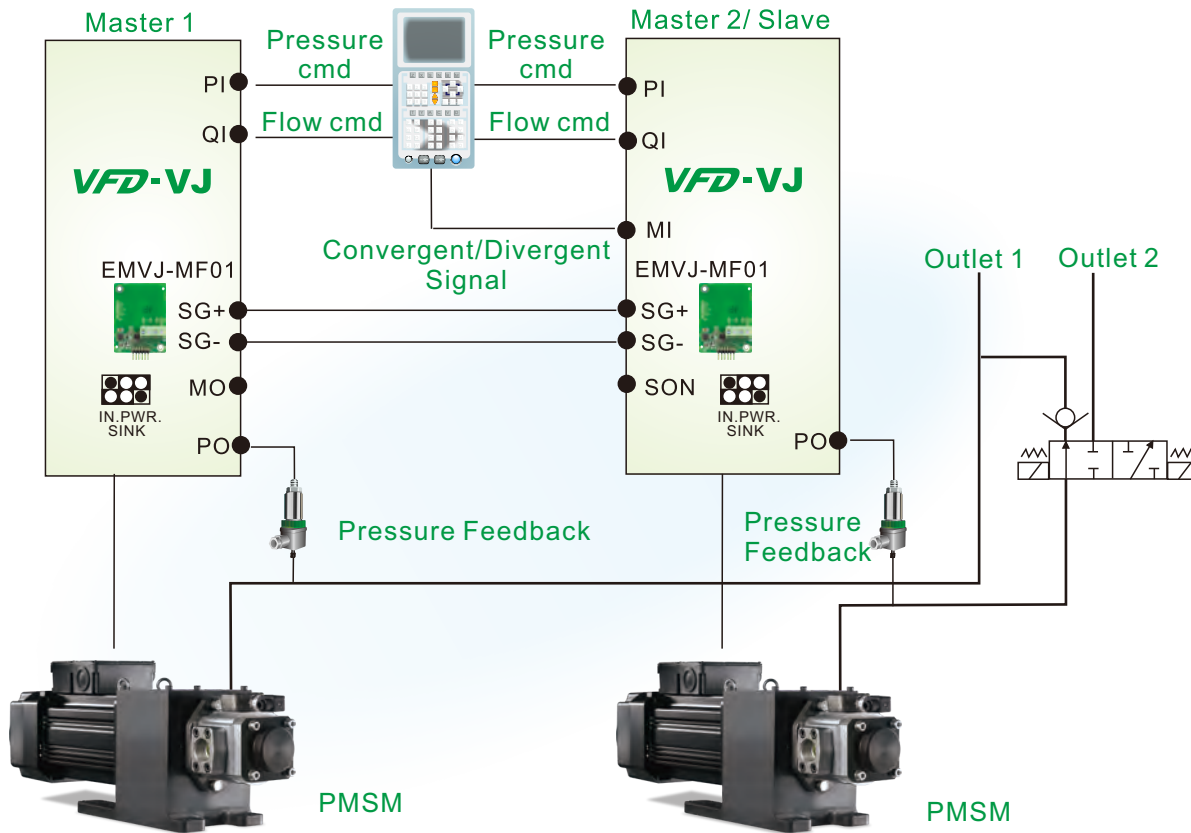 Master 1
Pressure
cmd
PI
Flow cmd
QI
VFD-VJ
EMVJ-MF01
SG+
SG-
MO
IN.PWR.
SINK
PO
Pressure Feedback
PMSM
Master 2/ Slave
Pressure
cmd
PI
Flow cmd
QI
VFD-VJ
MI
Convergent/Divergent
Signal
EMVJ-MF01
SG+
SG-
SON
IN.PWR.
SINK
PO
Pressure
Feedback
Outlet 1
Outlet 2
PMSM